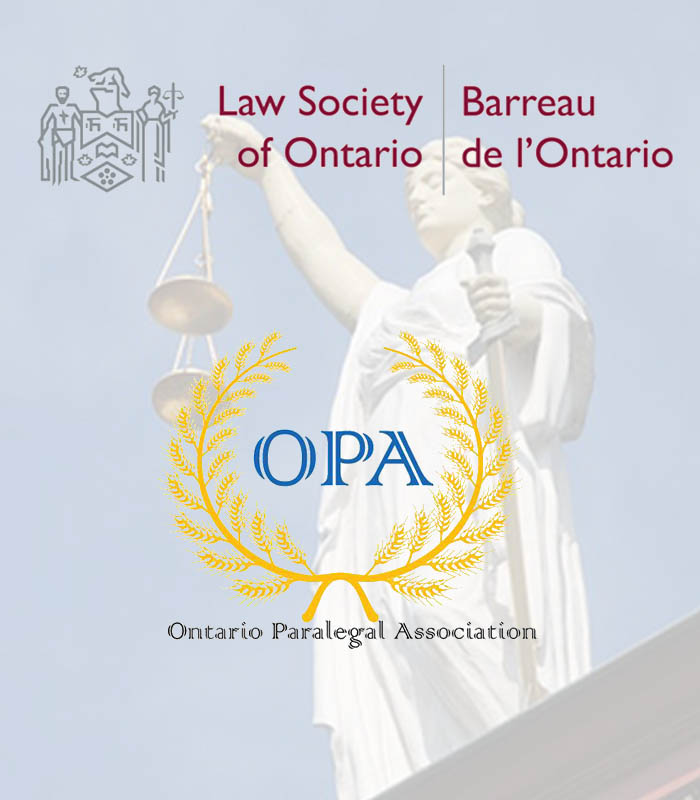 Law Society
of Ontario
Barreau
de l'Ontario
OPA
Ontario Paralegal Association